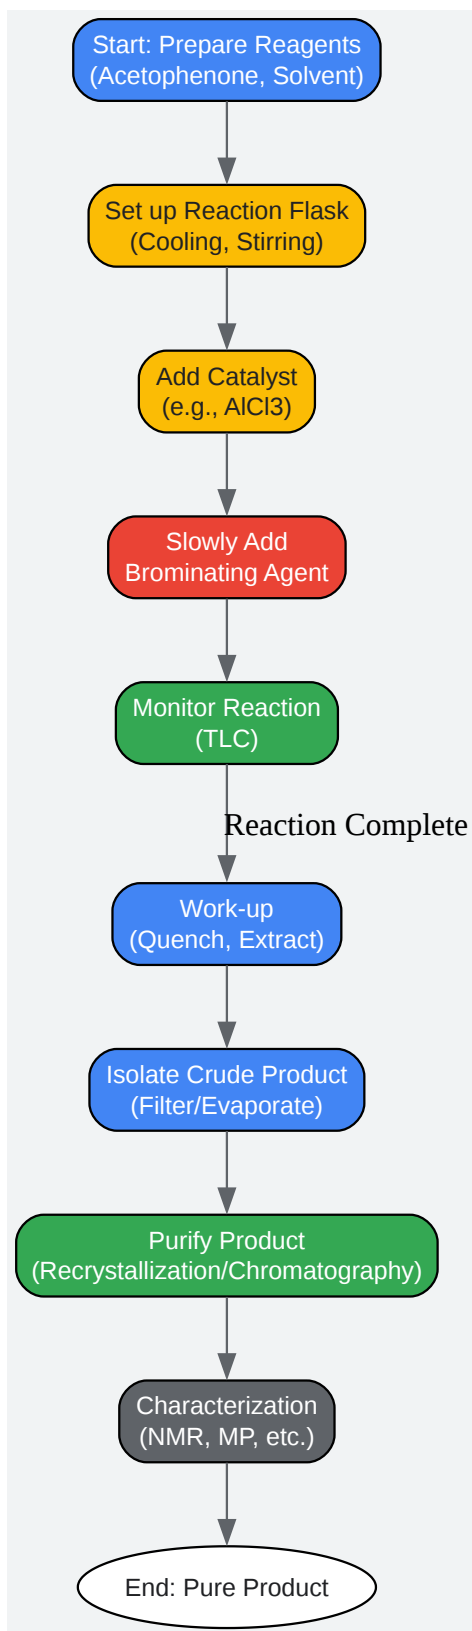 Start: Prepare Reagents
(Acetophenone, Solvent)
Set up Reaction Flask
(Cooling, Stirring)
Add Catalyst
(e.g., AlCl3)
Slowly Add
Brominating Agent
Monitor Reaction
(TLC)
Reaction Complete
Work-up
(Quench, Extract)
Isolate Crude Product
(Filter/Evaporate)
Purify Product
(Recrystallization/Chromatography)
Characterization
(NMR, MP, etc.)
End: Pure Product